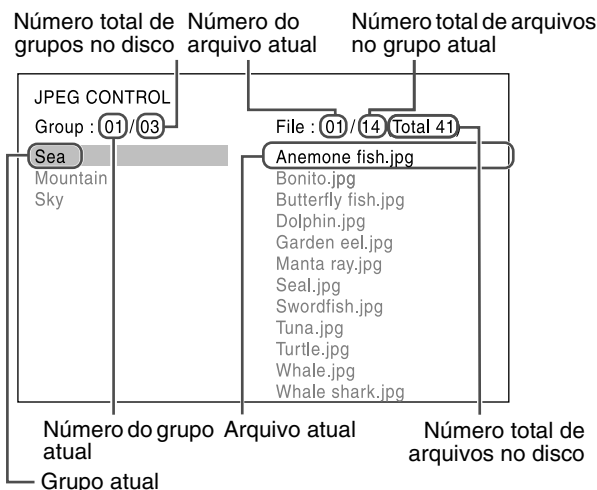 Número total de grupos no disco
Número do arquivo atual
Número total de arquivos no grupo atual
JPEG CONTROL
Group : 01/03
File : 01/14 Total 41
Sea
Mountain
Sky
Anemone fish.jpg
Bonito.jpg
Butterfly fish.jpg
Dolphin.jpg
Garden eel.jpg
Manta ray.jpg
Seal.jpg
Swordfish.jpg
Tuna.jpg
Turtle.jpg
Whale.jpg
Whale shark.jpg
Número do grupo atual
Arquivo atual
Número total de arquivos no disco
Grupo atual